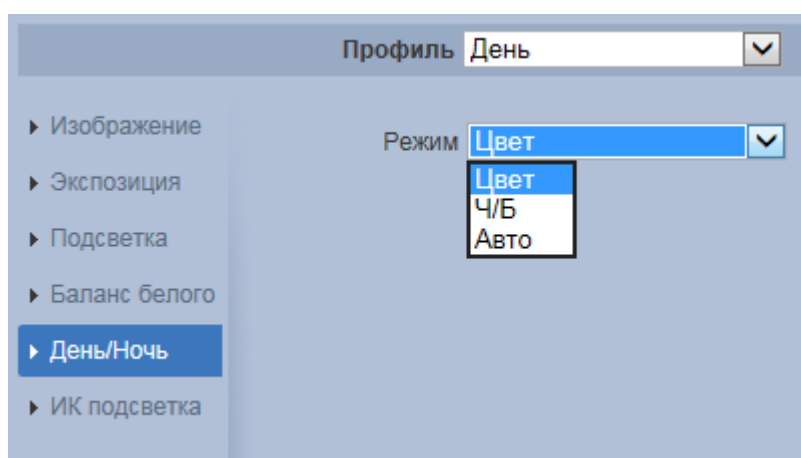 Профиль День
Изображение
Режим Цвет
Экспозиция
Цвет
Ч/Б
Подсветка
Авто
Баланс белого
День/Ночь
ИК подсветка